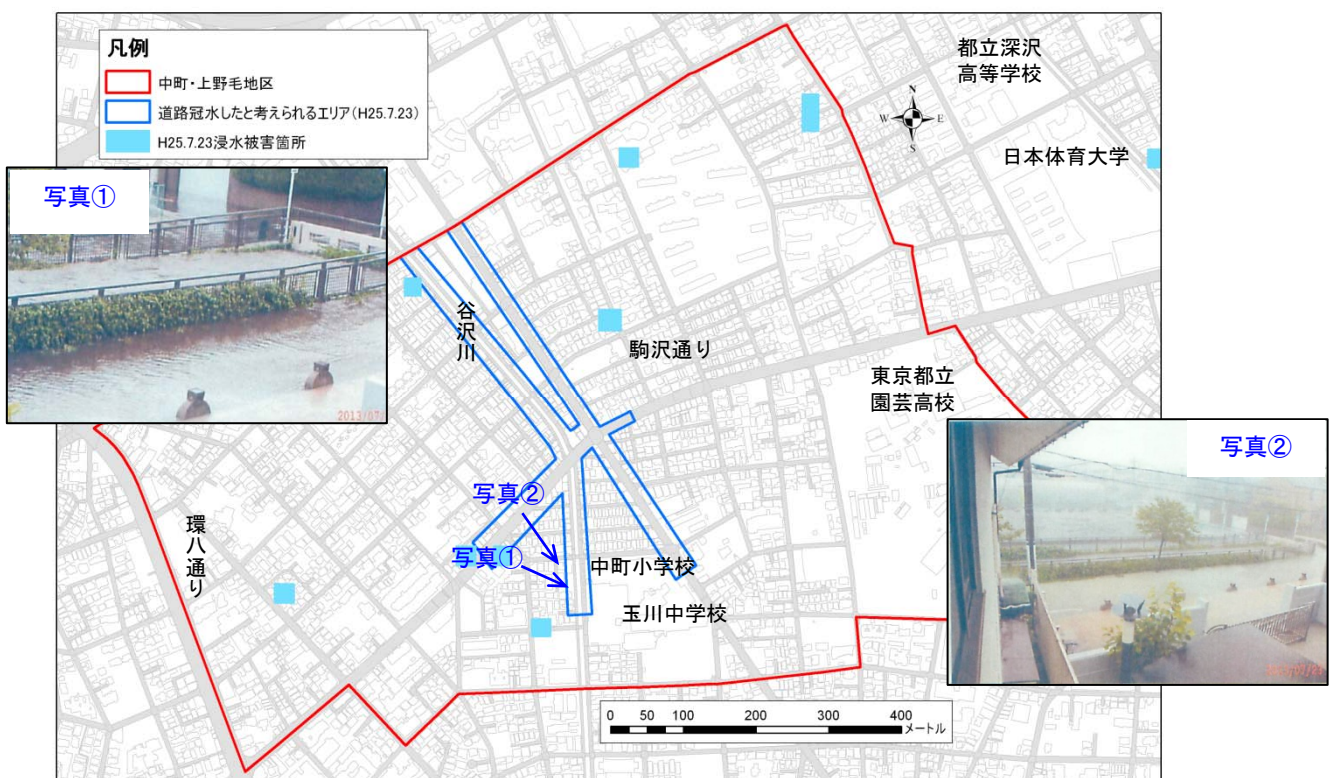 凡例
中町・上野毛地区
道路冠水したと考えられるエリア(H25.7.23)
H25.7.23浸水被害箇所
都立深沢
高等学校
N
W
E
S
日本体育大学
写真①
谷沢川
駒沢通り
東京都立
園芸高校
写真②
写真②
写真①
環八通り
中町小学校
玉川中学校
0 50 100 200 300 400
メートル